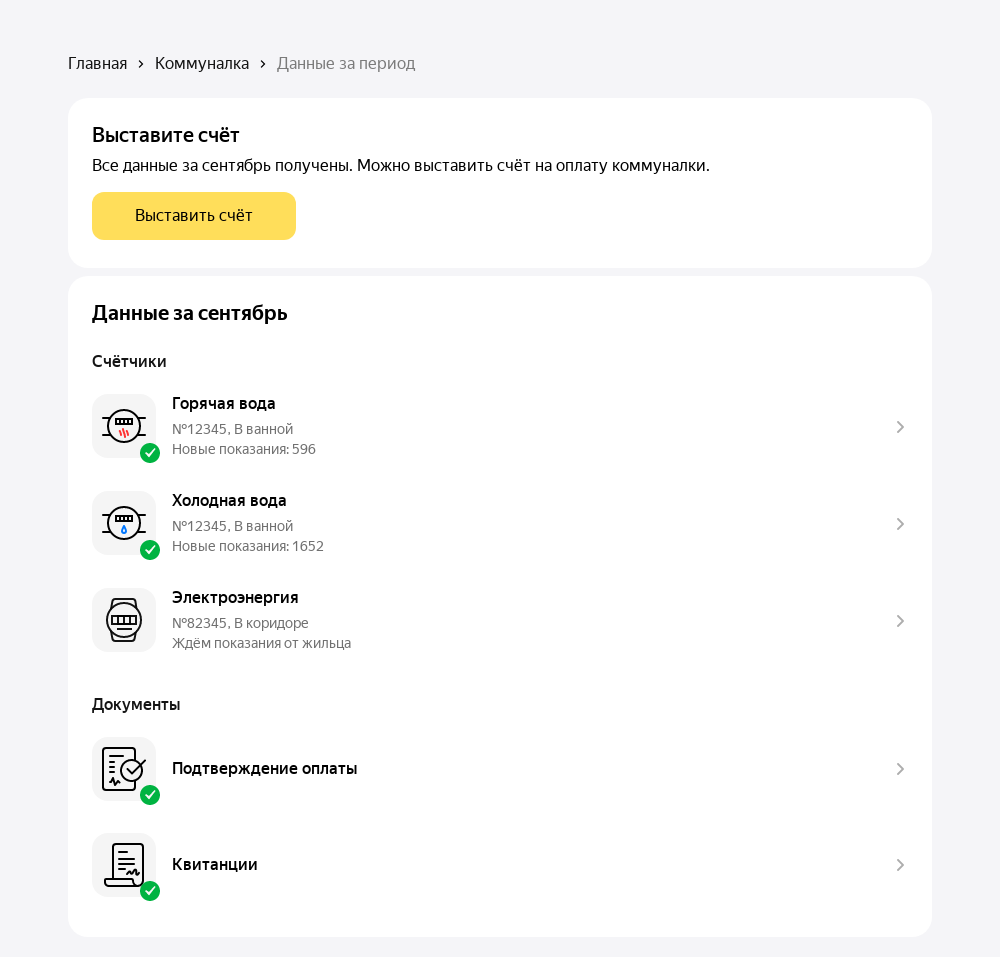 Главная › Коммуналка › Данные за период
Выставите счёт
Все данные за сентябрь получены. Можно выставить счёт на оплату коммуналки.
Выставить счёт
Данные за сентябрь
Счётчики
Горячая вода
№12345, В ванной
Новые показания: 596
Холодная вода
№12345, В ванной
Новые показания: 1652
Электроэнергия
№82345, В коридоре
Ждём показания от жильца
Документы
Подтверждение оплаты
Квитанции